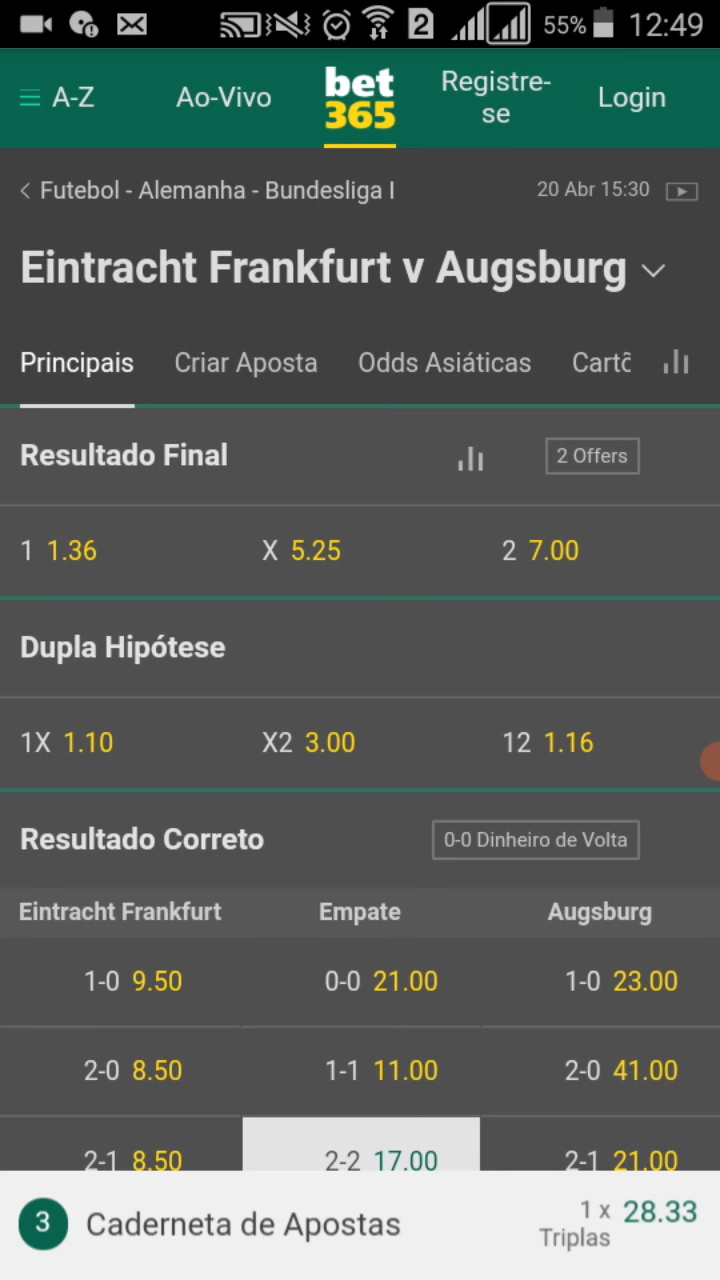 2 55% 12:49
A-Z Ao-Vivo bet365 Registre-se Login
Futebol - Alemanha - Bundesliga I 20 Abr 15:30
Eintracht Frankfurt v Augsburg
Principais Criar Aposta Odds Asiáticas Cartõ
Resultado Final 2 Offers
1 1.36 X 5.25 2 7.00
Dupla Hipótese
1X 1.10 X2 3.00 12 1.16
Resultado Correto 0-0 Dinheiro de Volta
Eintracht Frankfurt Empate Augsburg
1-0 9.50 0-0 21.00 1-0 23.00
2-0 8.50 1-1 11.00 2-0 41.00
2-1 8.50 2-2 17.00 2-1 21.00
3 Caderneta de Apostas 1 x Triplas 28.33